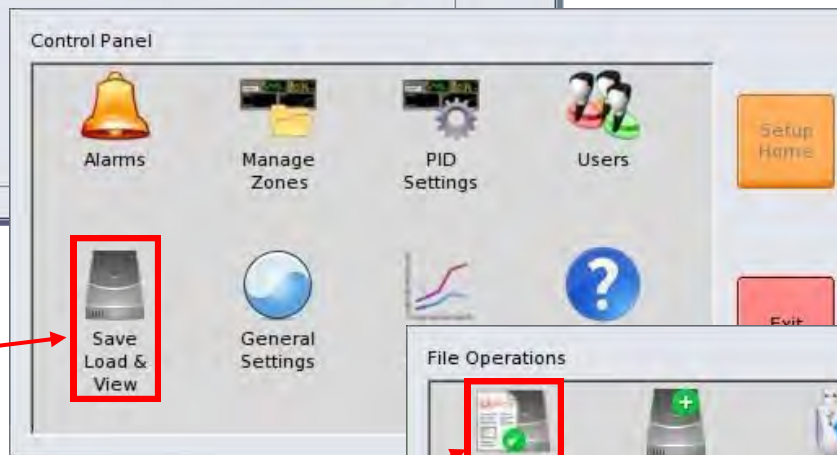 Control Panel
Alarms
Manage
Zones
PID
Settings
Users
Setup
Home
Save
Load &
View
General
Settings
Exit
File Operations